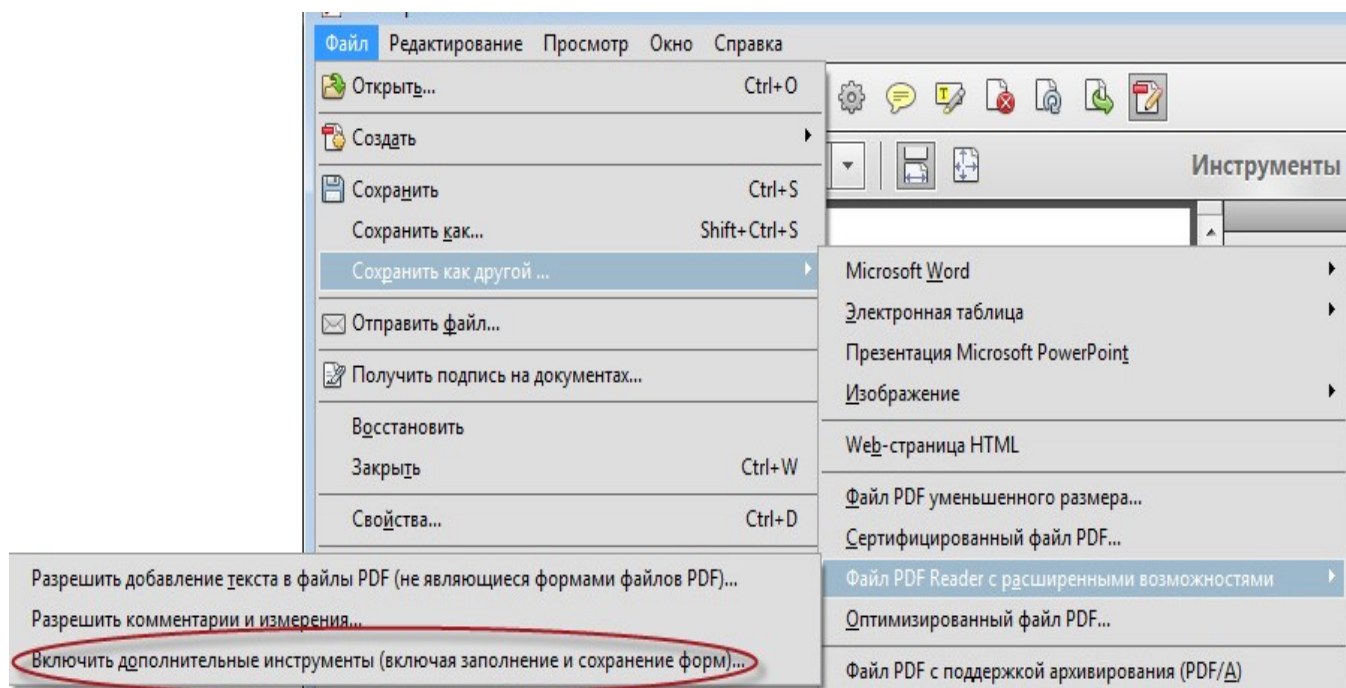 Файл Редактирование Просмотр Окно Справка
Открыть... Ctrl+O
Создать
Сохранить Ctrl+S
Сохранить как... Shift+Ctrl+S
Сохранить как другой ...
Отправить файл...
Получить подпись на документах...
Восстановить
Закрыть Ctrl+W
Свойства... Ctrl+D
Инструменты
Microsoft Word
Электронная таблица
Презентация Microsoft PowerPoint
Изображение
Web-страница HTML
Файл PDF уменьшенного размера...
Сертифицированный файл PDF...
Файл PDF Reader с расширенными возможностями
Оптимизированный файл PDF...
Файл PDF с поддержкой архивирования (PDF/A)
Разрешить добавление текста в файлы PDF (не являющиеся формами файлов PDF)...
Разрешить комментарии и измерения...
Включить дополнительные инструменты (включая заполнение и сохранение форм)...